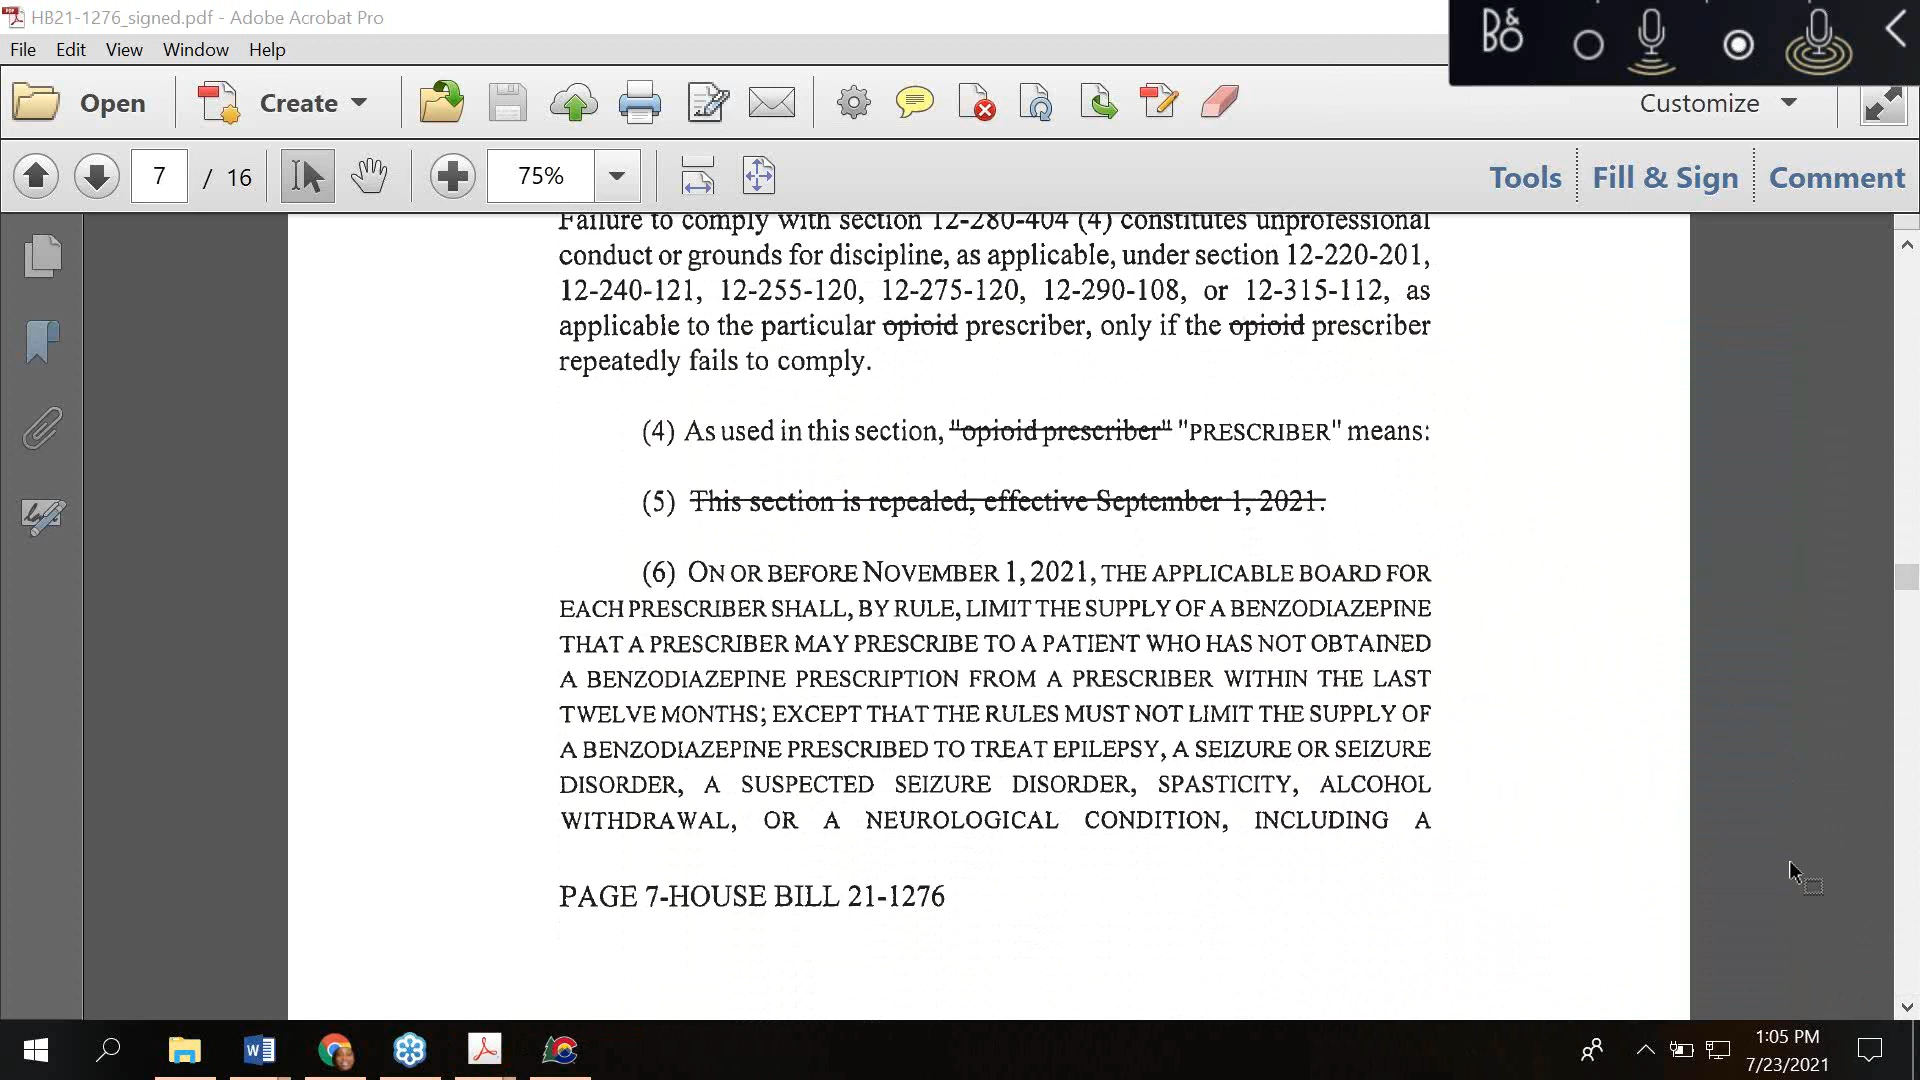 HB21-1276_signed.pdf - Adobe Acrobat Pro
B&O
File Edit View Window Help
Open Create Customize
7 / 16 75% Tools Fill & Sign Comment
Failure to comply with section 12-280-404 (4) constitutes unprofessional
conduct or grounds for discipline, as applicable, under section 12-220-201,
12-240-121, 12-255-120, 12-275-120, 12-290-108, or 12-315-112, as
applicable to the particular opioid prescriber, only if the opioid prescriber
repeatedly fails to comply.
(4) As used in this section, "opioid prescriber" "PRESCRIBER" means:
(5) This section is repealed, effective September 1, 2021.
(6) ON OR BEFORE NOVEMBER 1, 2021, THE APPLICABLE BOARD FOR
EACH PRESCRIBER SHALL, BY RULE, LIMIT THE SUPPLY OF A BENZODIAZEPINE
THAT A PRESCRIBER MAY PRESCRIBE TO A PATIENT WHO HAS NOT OBTAINED
A BENZODIAZEPINE PRESCRIPTION FROM A PRESCRIBER WITHIN THE LAST
TWELVE MONTHS; EXCEPT THAT THE RULES MUST NOT LIMIT THE SUPPLY OF
A BENZODIAZEPINE PRESCRIBED TO TREAT EPILEPSY, A SEIZURE OR SEIZURE
DISORDER, A SUSPECTED SEIZURE DISORDER, SPASTICITY, ALCOHOL
WITHDRAWAL, OR A NEUROLOGICAL CONDITION, INCLUDING A
PAGE 7-HOUSE BILL 21-1276
1:05 PM
7/23/2021